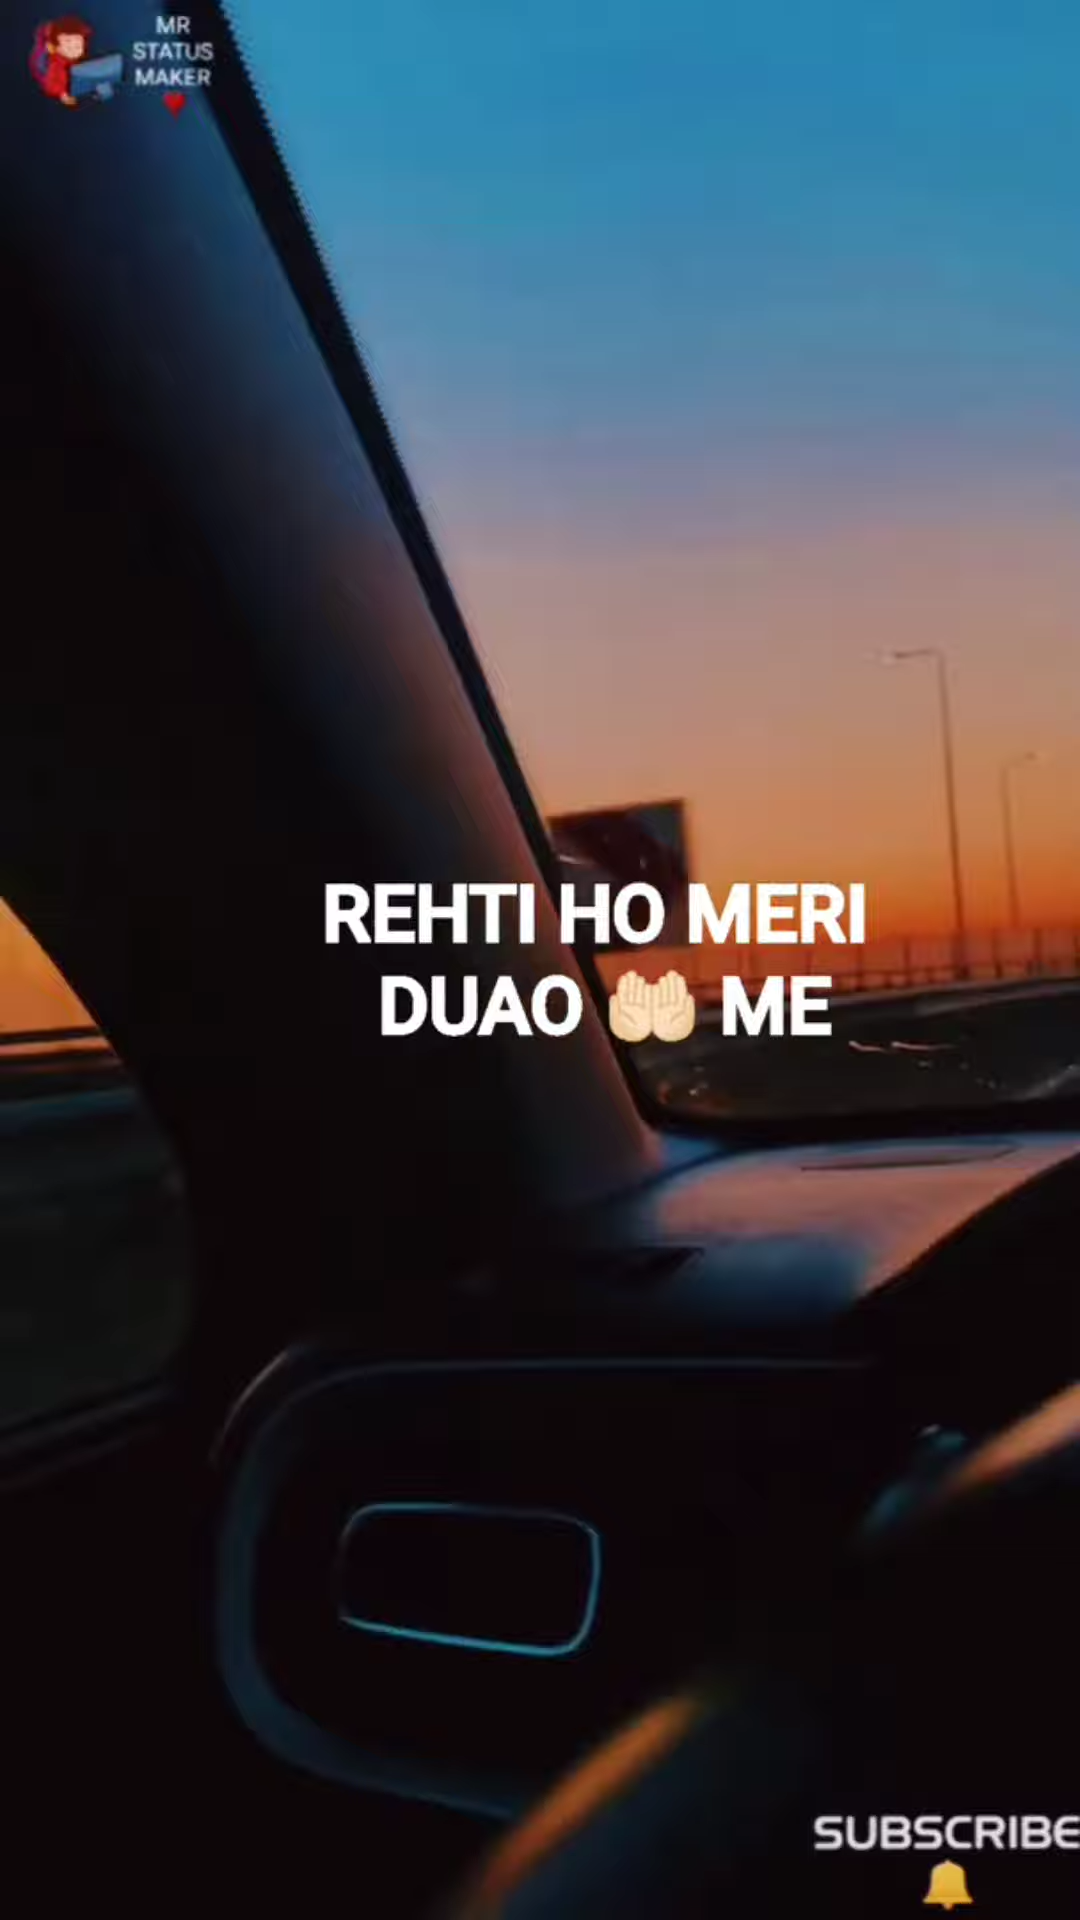 MR
STATUS
MAKER
REHTI HO MERI
DUAO 🤲🏻 ME
SUBSCRIBE